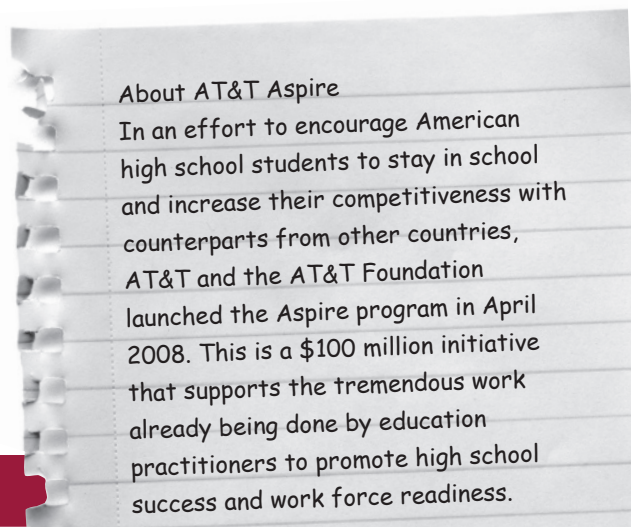 About AT&T Aspire
In an effort to encourage American
high school students to stay in school
and increase their competitiveness with
counterparts from other countries,
AT&T and the AT&T Foundation
launched the Aspire program in April
2008. This is a $100 million initiative
that supports the tremendous work
already being done by education
practitioners to promote high school
success and work force readiness.